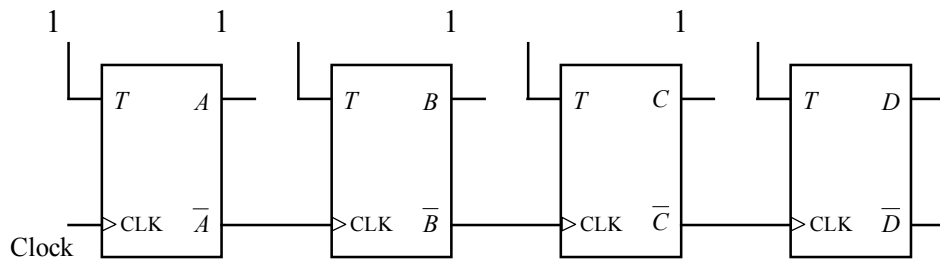 1 1 1 1
T A T B T C T D
CLK A̅ CLK B̅ CLK C̅ CLK D̅
Clock